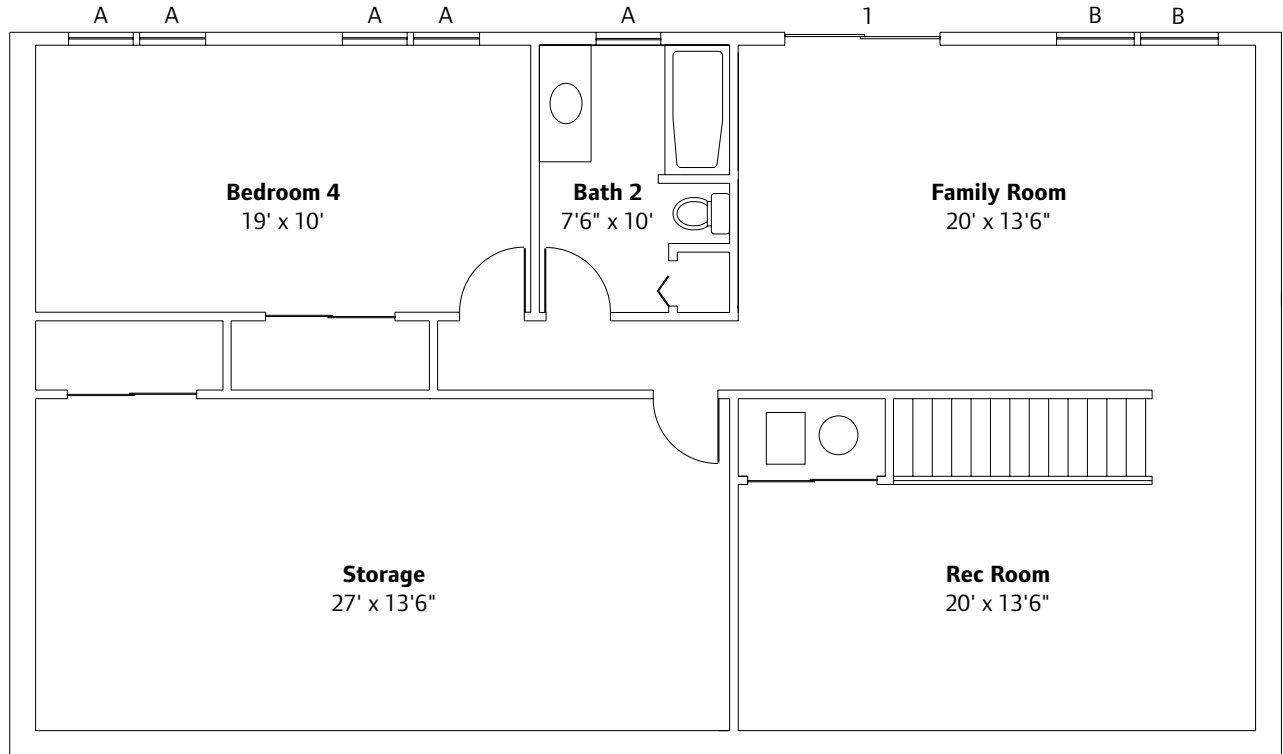 A A A A A 1 B B
Bedroom 4
19' x 10'
Bath 2
7'6" x 10'
Family Room
20' x 13'6"
Storage
27' x 13'6"
Rec Room
20' x 13'6"